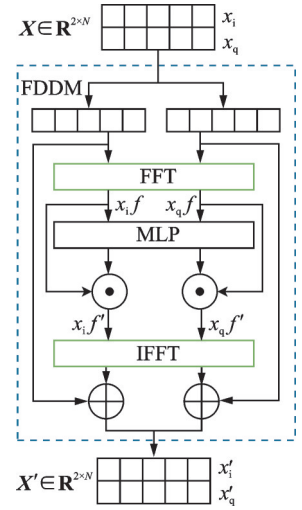 X∈R^{2×N}
x_i
x_q
FDDM
FFT
x_i f
x_q f
MLP
x_i f'
x_q f'
IFFT
X'∈R^{2×N}
x'_i
x'_q